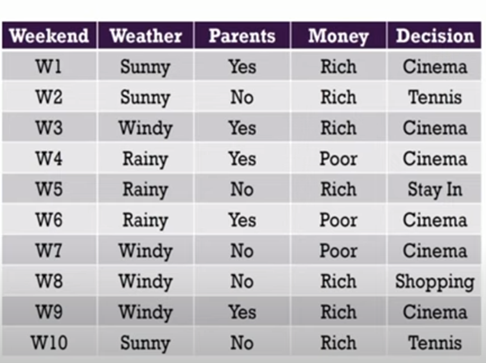 Weekend Weather Parents Money Decision
W1 Sunny Yes Rich Cinema
W2 Sunny No Rich Tennis
W3 Windy Yes Rich Cinema
W4 Rainy Yes Poor Cinema
W5 Rainy No Rich Stay In
W6 Rainy Yes Poor Cinema
W7 Windy No Poor Cinema
W8 Windy No Rich Shopping
W9 Windy Yes Rich Cinema
W10 Sunny No Rich Tennis